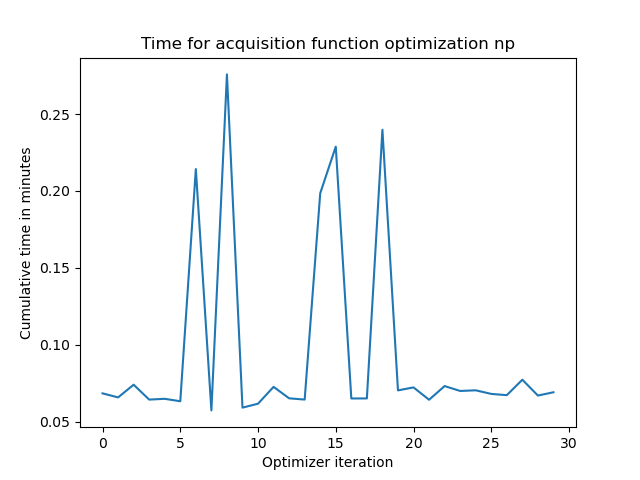 Time for acquisition function optimization np
Cumulative time in minutes
0.25
0.20
0.15
0.10
0.05
0 5 10 15 20 25 30
Optimizer iteration